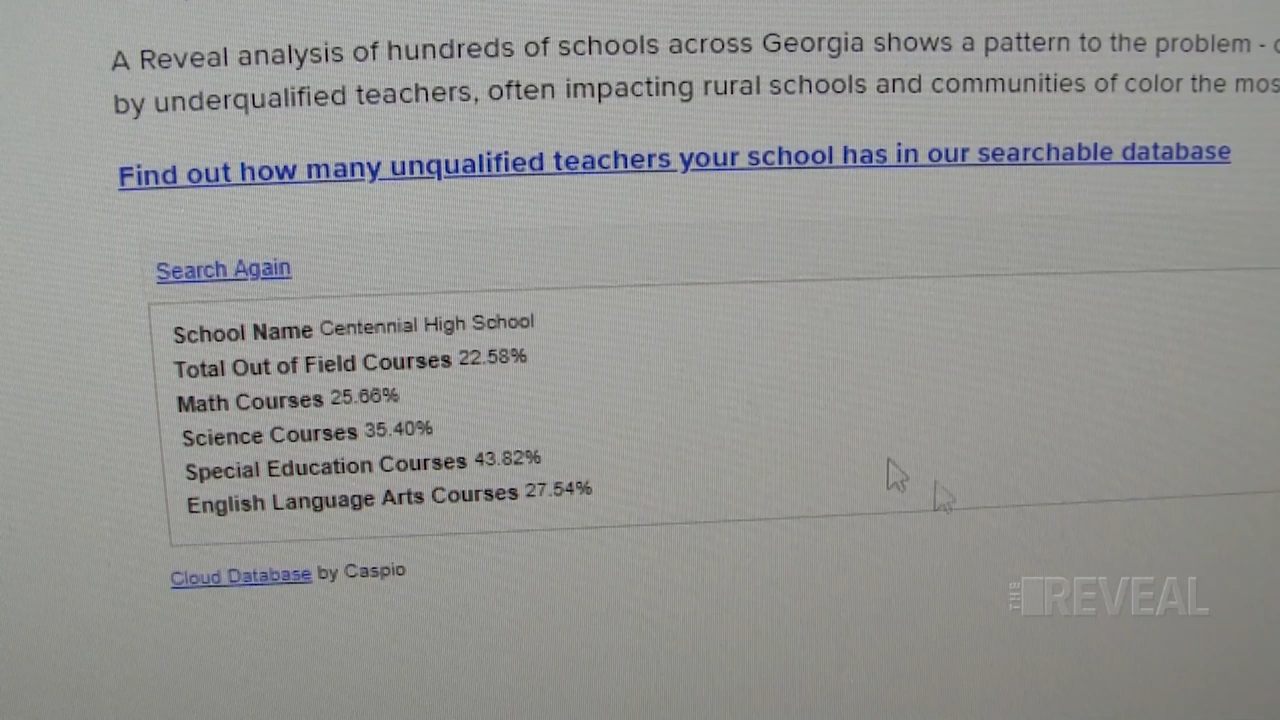 A Reveal analysis of hundreds of schools across Georgia shows a pattern to the problem -
by underqualified teachers, often impacting rural schools and communities of color the mos
Find out how many unqualified teachers your school has in our searchable database
Search Again
School Name Centennial High School
Total Out of Field Courses 22.58%
Math Courses 25.66%
Science Courses 35.40%
Special Education Courses 43.82%
English Language Arts Courses 27.54%
Cloud Database by Caspio
THE REVEAL